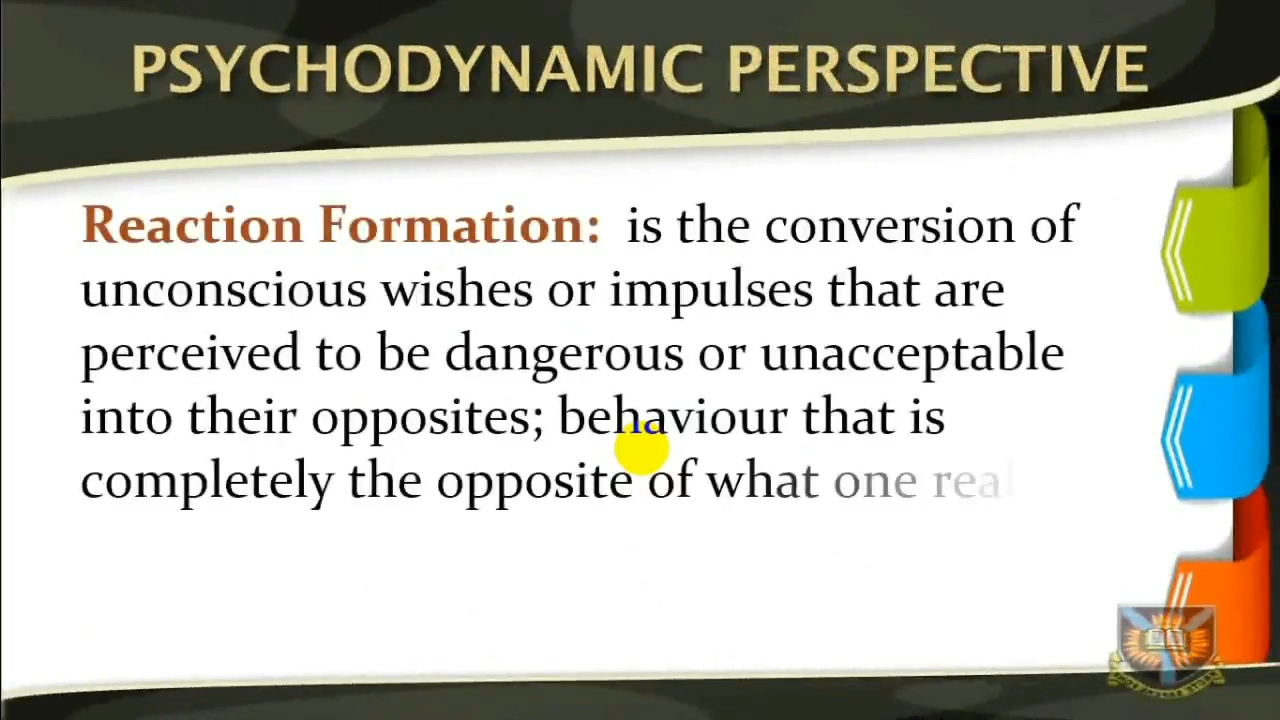 PSYCHODYNAMIC PERSPECTIVE
Reaction Formation: is the conversion of
unconscious wishes or impulses that are
perceived to be dangerous or unacceptable
into their opposites; behaviour that is
completely the opposite of what one real